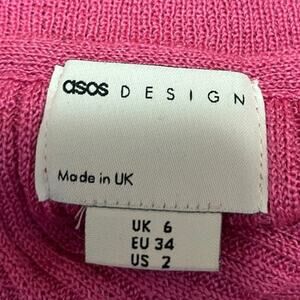 asos DESIGN
Made in UK
UK 6
EU 34
US 2